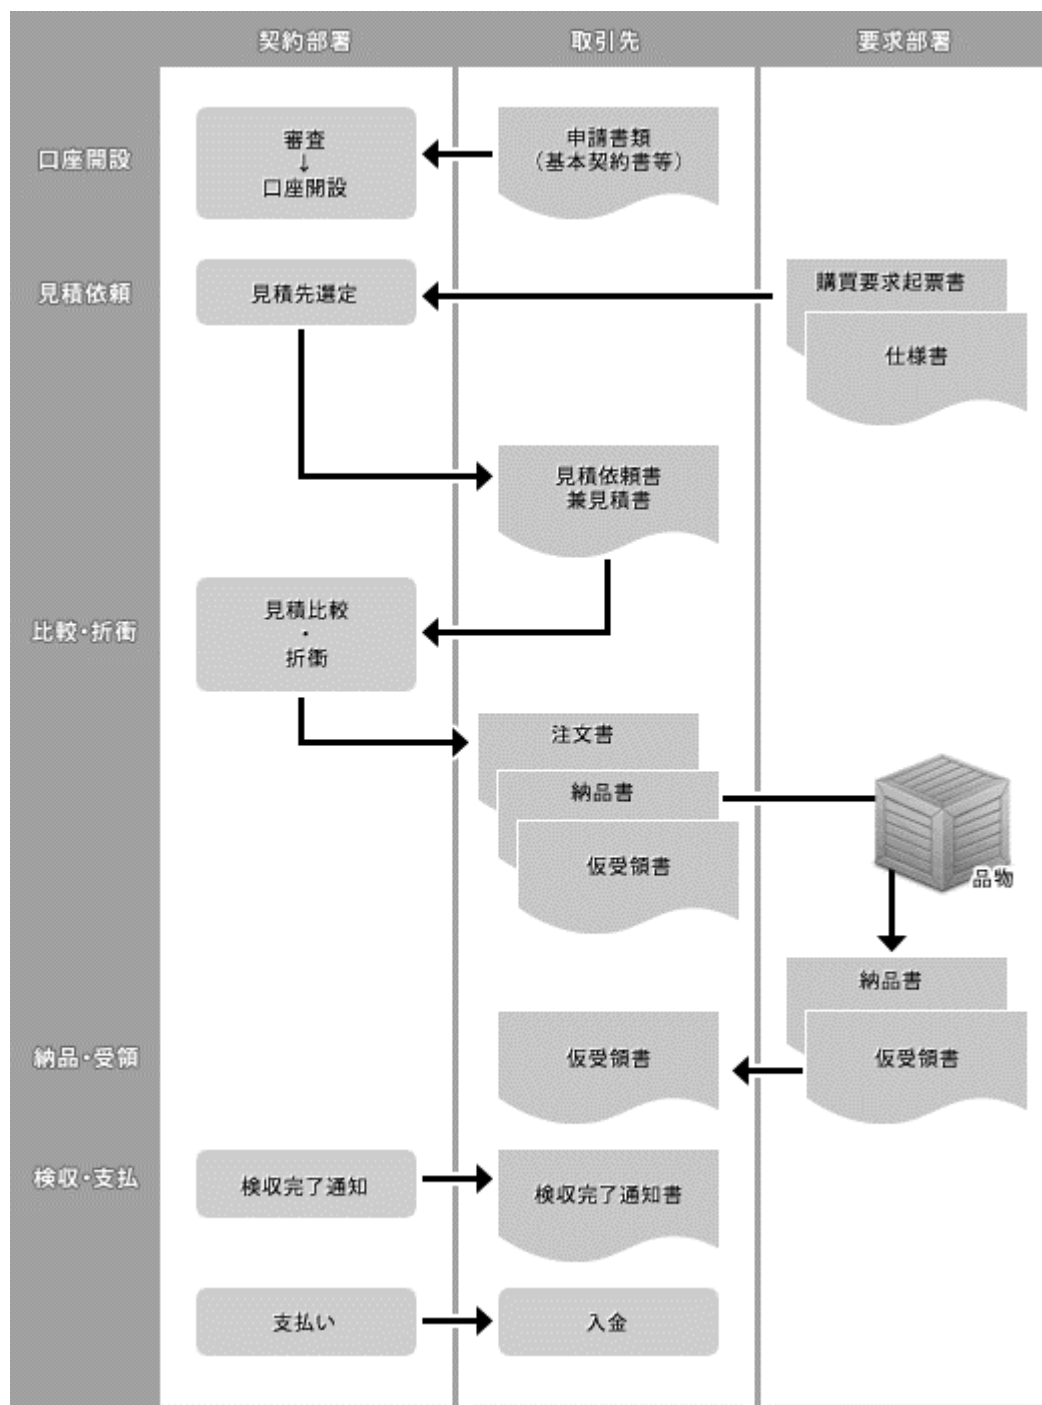 契約部署
取引先
要求部署
口座開設
審査
↓
口座開設
申請書類
(基本契約書等)
見積依頼
見積先選定
購買要求起票書
仕様書
見積依頼書
兼見積書
比較・折衝
見積比較
・
折衝
注文書
納品書
仮受領書
品物
納品書
納品・受領
仮受領書
仮受領書
検収・支払
検収完了通知
検収完了通知書
支払い
入金